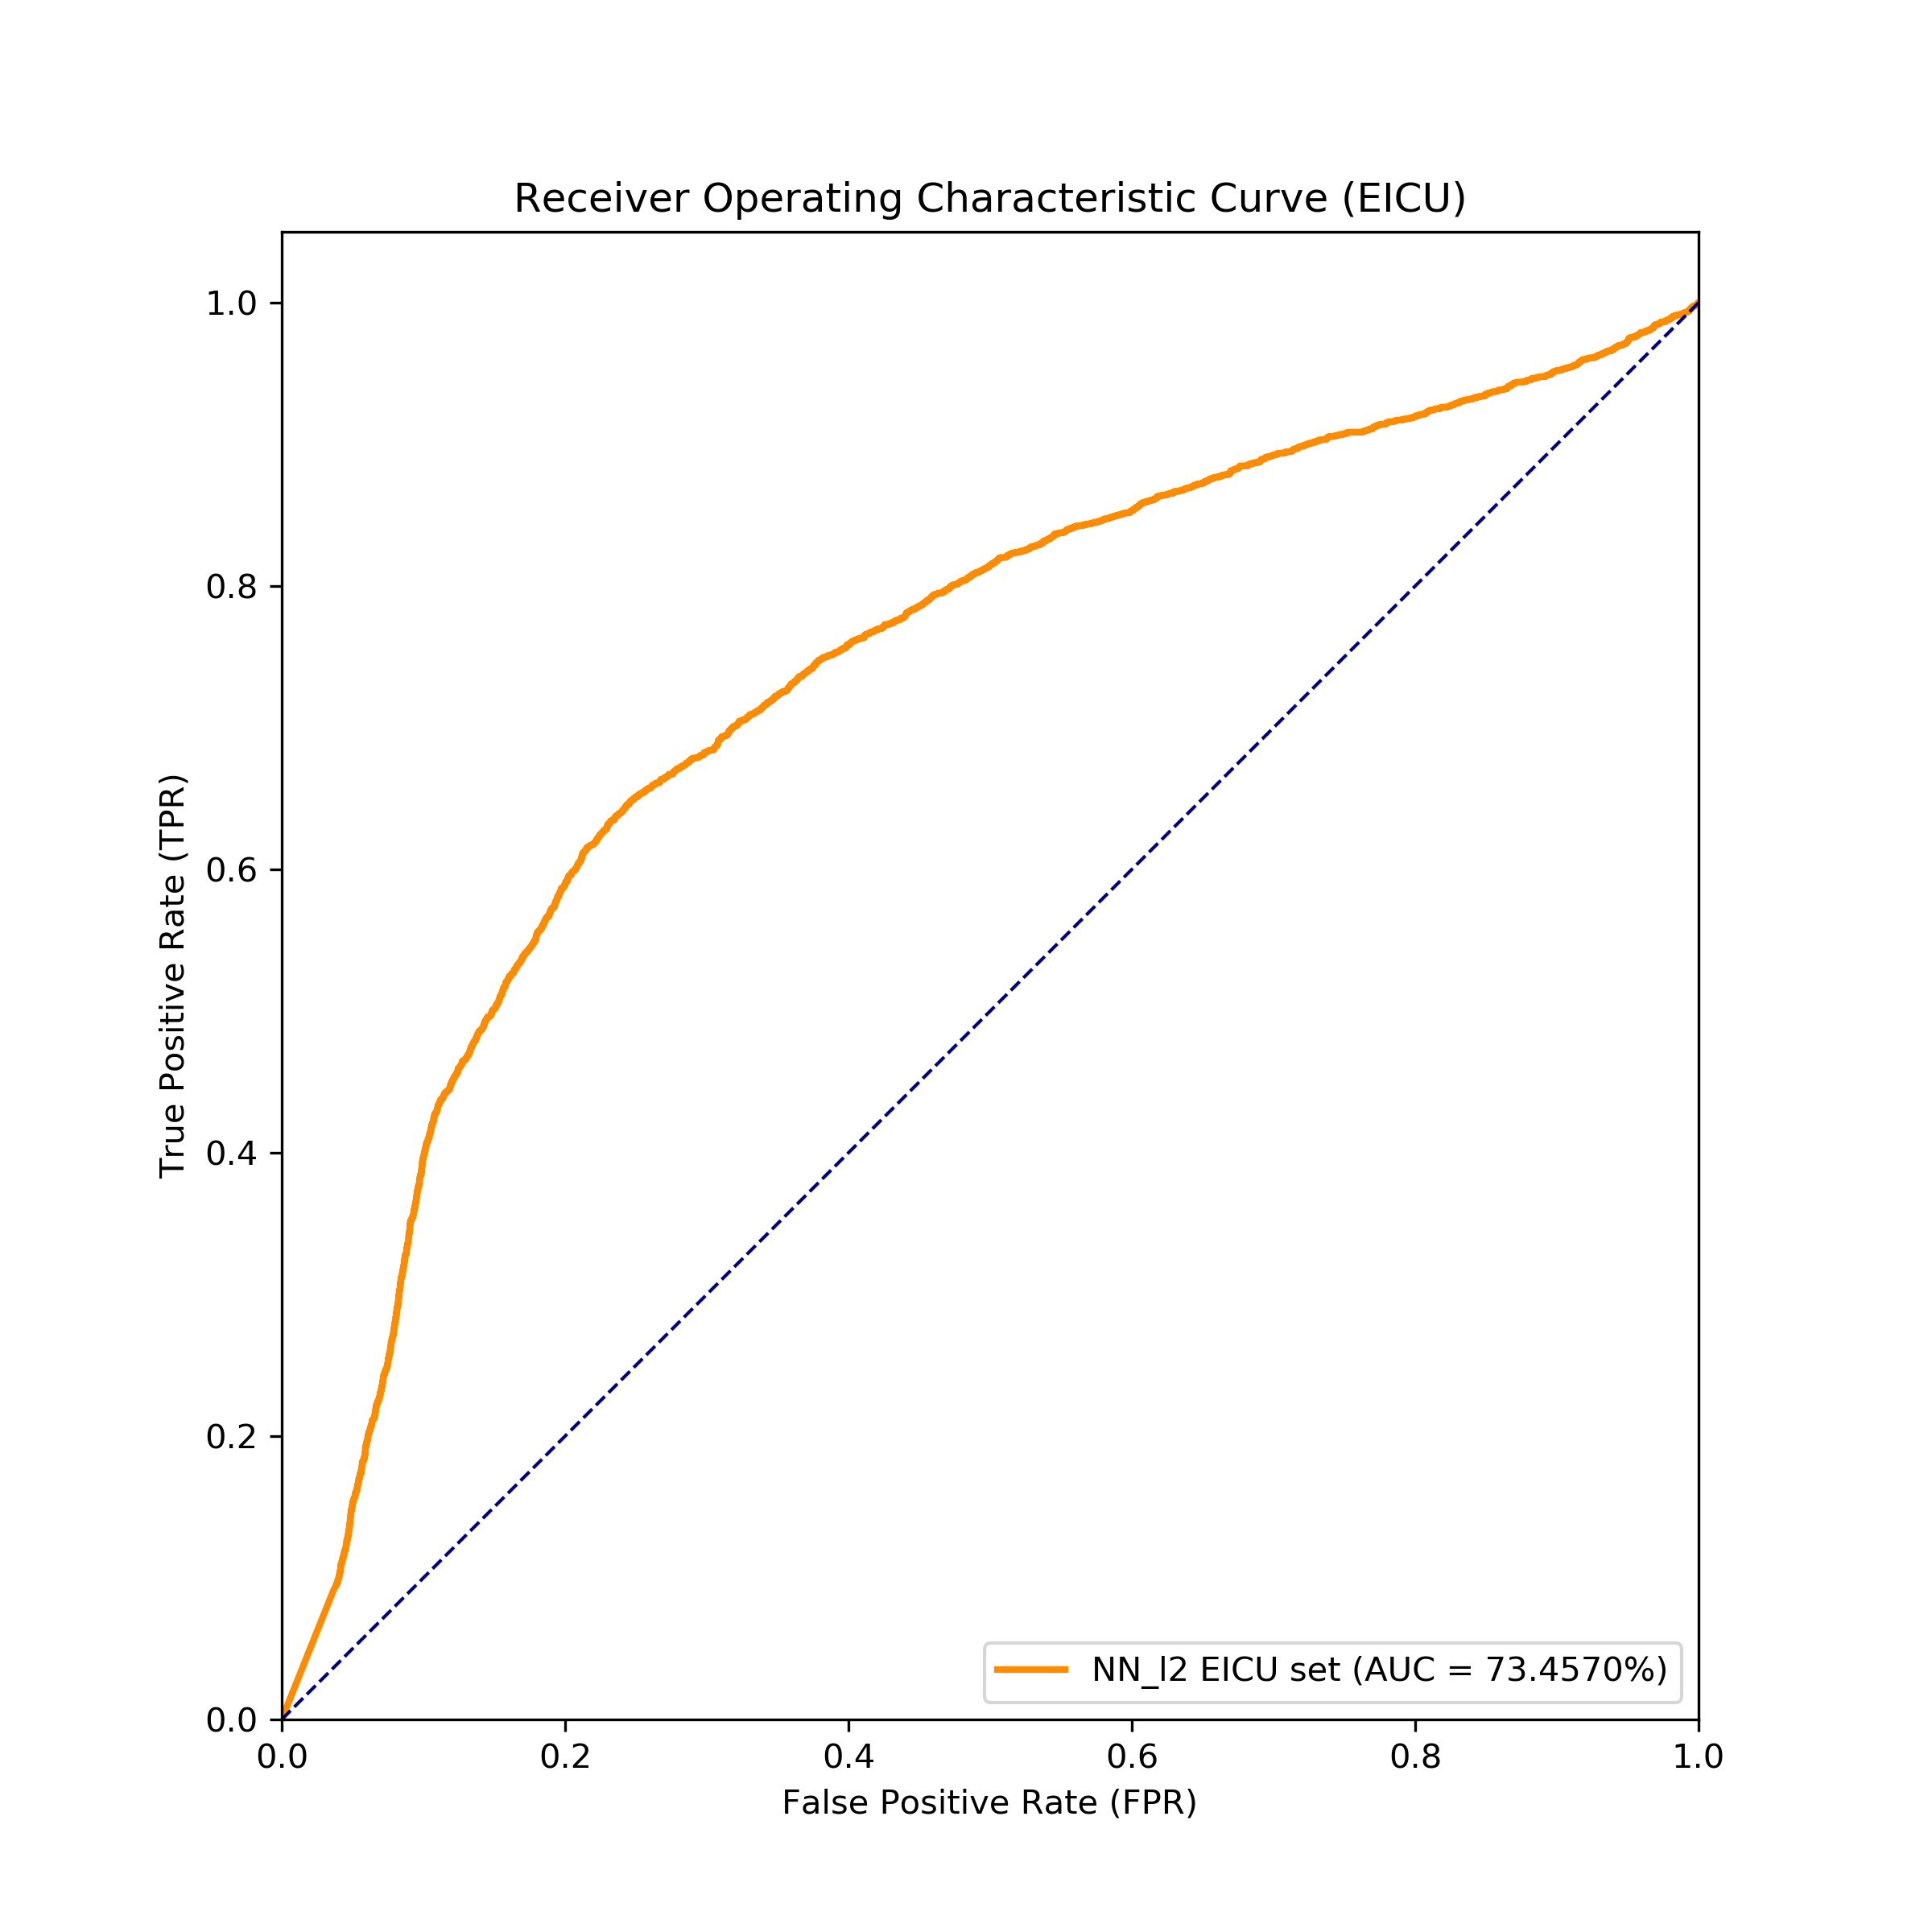 Receiver Operating Characteristic Curve (EICU)
1.0
0.8
0.6
0.4
0.2
0.0
True Positive Rate (TPR)
NN_l2 EICU set (AUC = 73.4570%)
0.0 0.2 0.4 0.6 0.8 1.0
False Positive Rate (FPR)